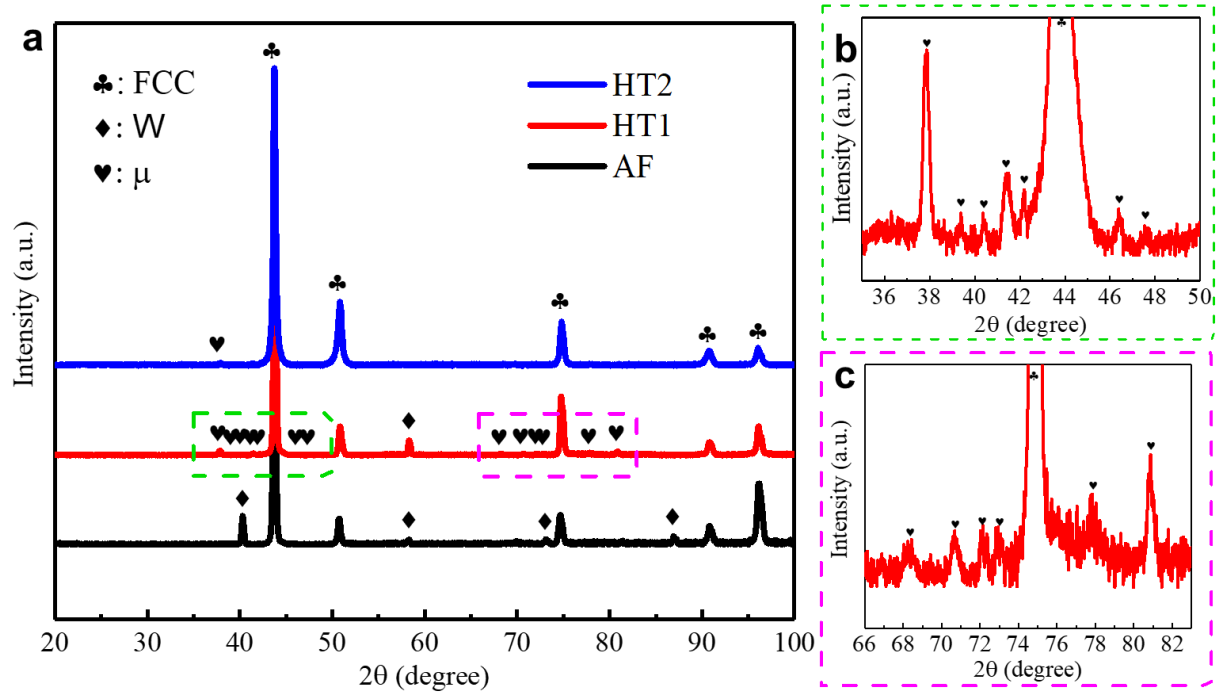 a
♣: FCC
♦: W
♥: μ
HT2
HT1
AF
Intensity (a.u.)
20 30 40 50 60 70 80 90 100
2θ (degree)
b
Intensity (a.u.)
36 38 40 42 44 46 48 50
2θ (degree)
c
Intensity (a.u.)
66 68 70 72 74 76 78 80 82
2θ (degree)